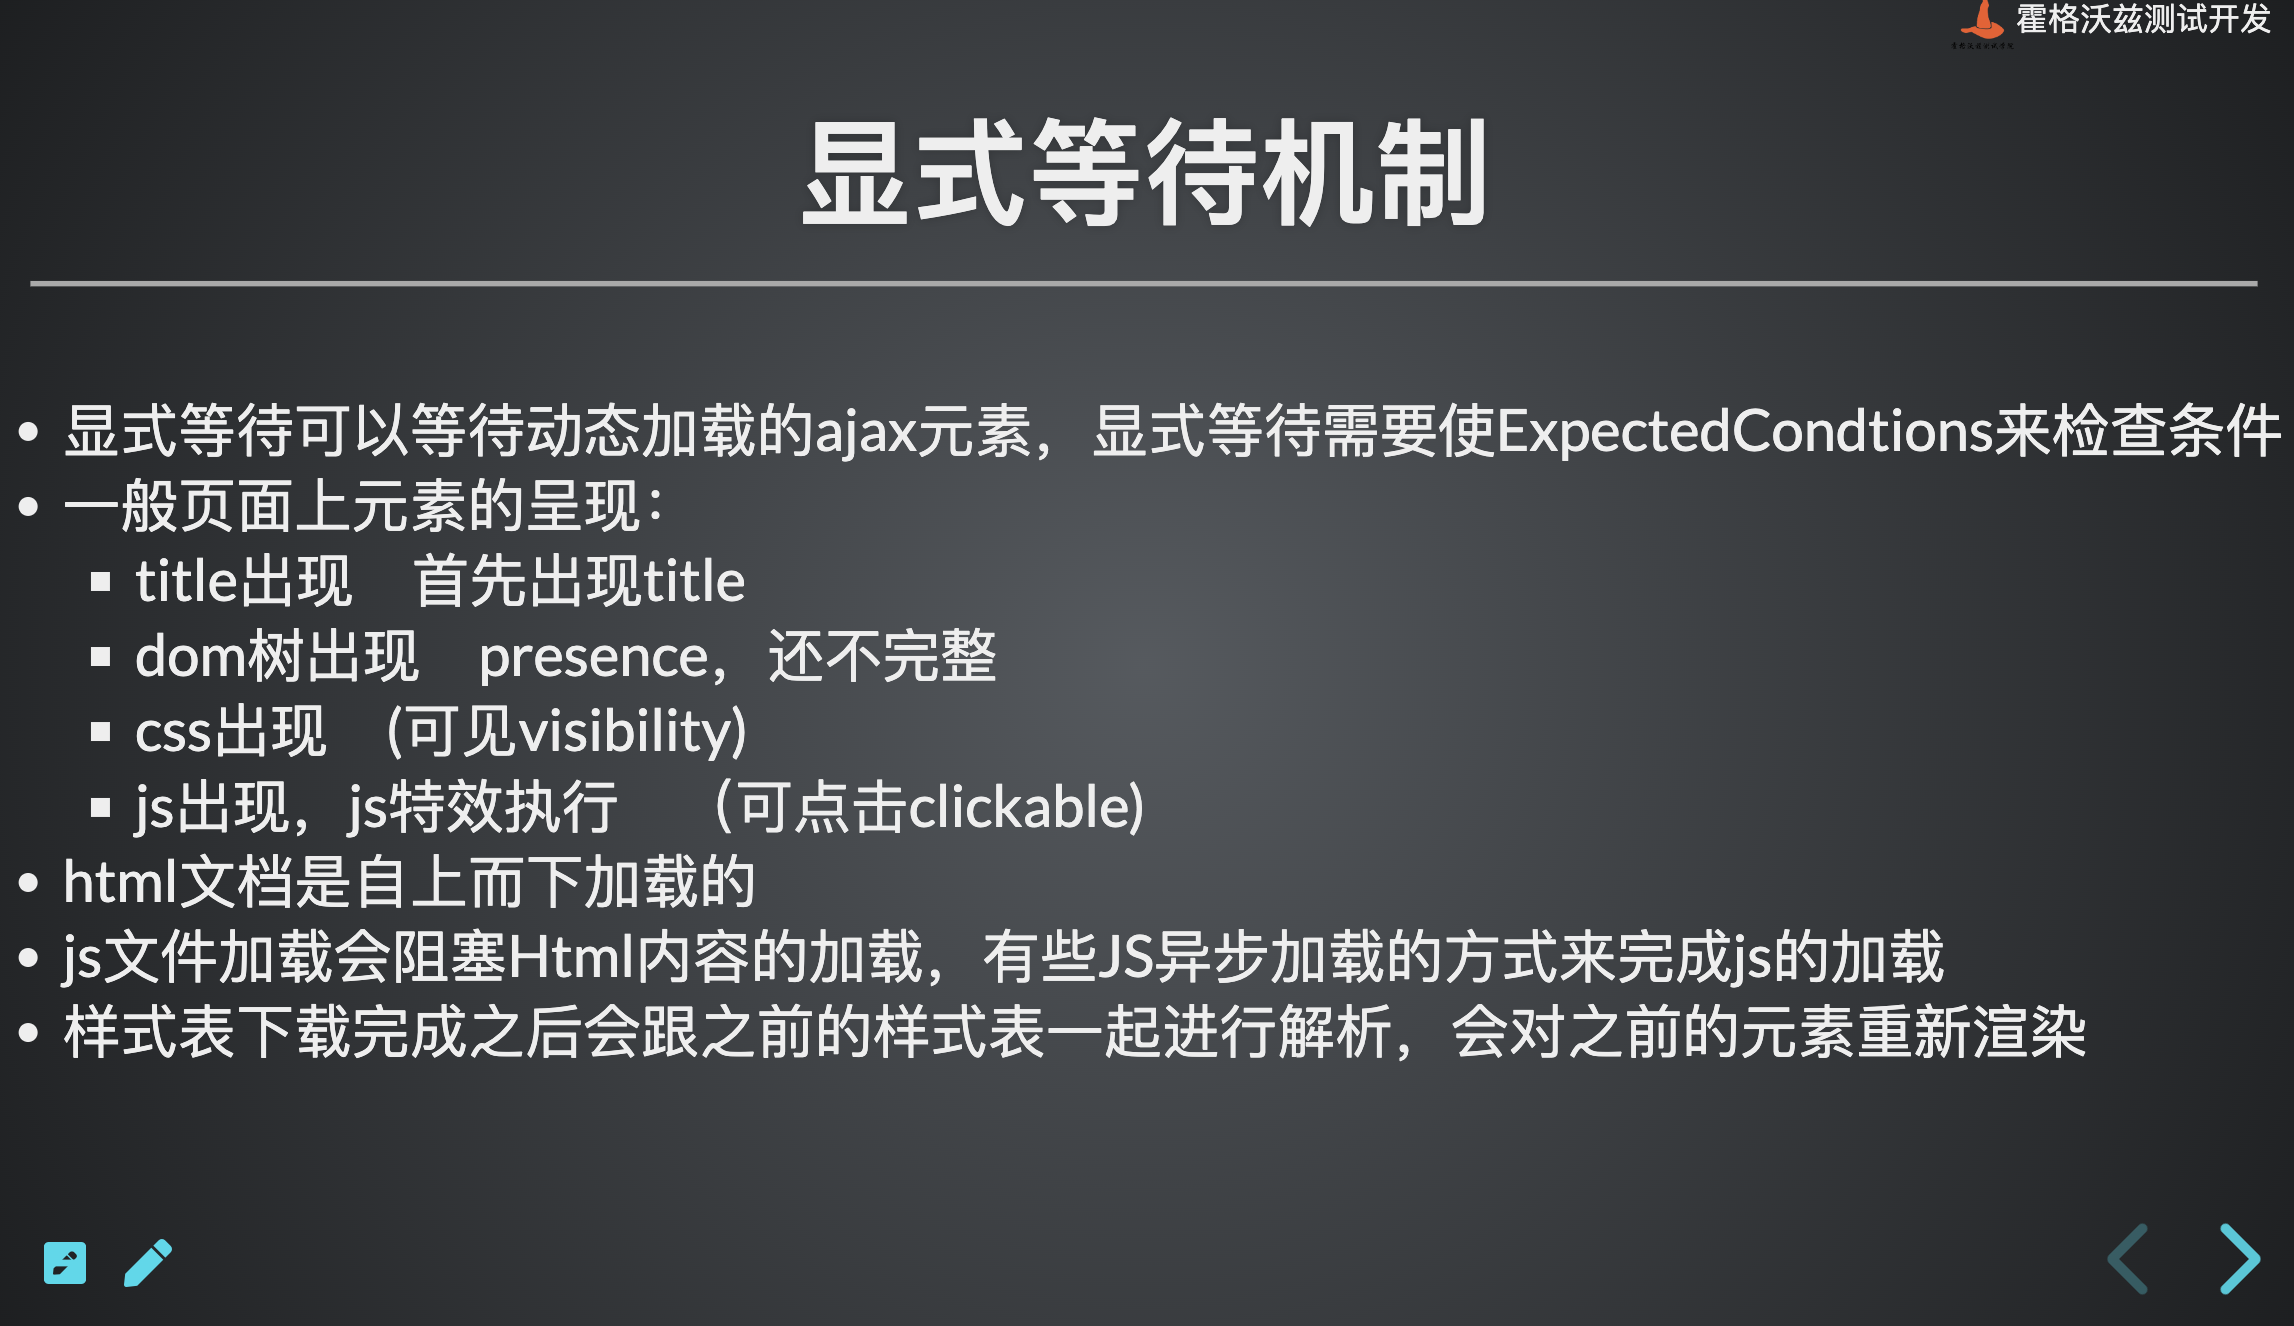 霍格沃兹测试开发
显式等待机制
显式等待可以等待动态加载的ajax元素，显式等待需要使ExpectedCondtions来检查条件
一般页面上元素的呈现：
title出现 首先出现title
dom树出现 presence，还不完整
css出现 (可见visibility)
js出现，js特效执行 （可点击clickable)
html文档是自上而下加载的
js文件加载会阻塞Html内容的加载，有些JS异步加载的方式来完成js的加载
样式表下载完成之后会跟之前的样式表一起进行解析，会对之前的元素重新渲染